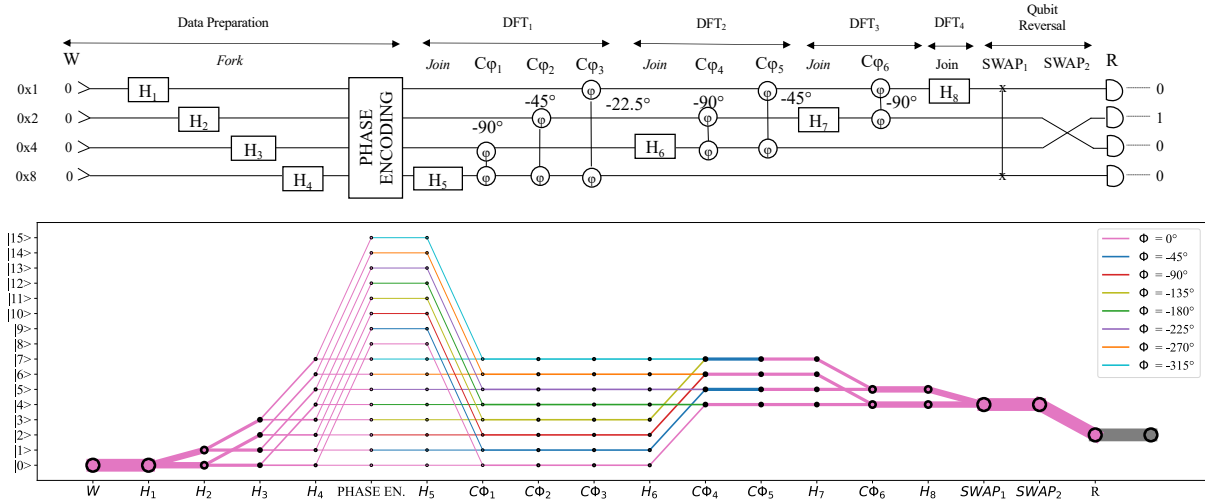 Data Preparation DFT₁ DFT₂ DFT₃ DFT₄ Qubit Reversal
W Fork Join Cφ₁ Cφ₂ Cφ₃ Join Cφ₄ Cφ₅ Join Cφ₆ Join SWAP₁ SWAP₂ R
0x1 0 H₁ PHASE ENCODING φ φ φ H₈ x 0
-45° -22.5° -90° -45° -90°
0x2 0 H₂ φ φ H₇ φ 1
-90°
0x4 0 H₃ φ H₆ φ φ 0
0x8 0 H₄ H₅ φ φ φ x 0
|15>
|14>
|13>
|12>
|11>
|10>
|9>
|8>
|7>
|6>
|5>
|4>
|3>
|2>
|1>
|0>
Φ = 0°
Φ = -45°
Φ = -90°
Φ = -135°
Φ = -180°
Φ = -225°
Φ = -270°
Φ = -315°
W H₁ H₂ H₃ H₄ PHASE EN. H₅ CΦ₁ CΦ₂ CΦ₃ H₆ CΦ₄ CΦ₅ H₇ CΦ₆ H₈ SWAP₁ SWAP₂ R